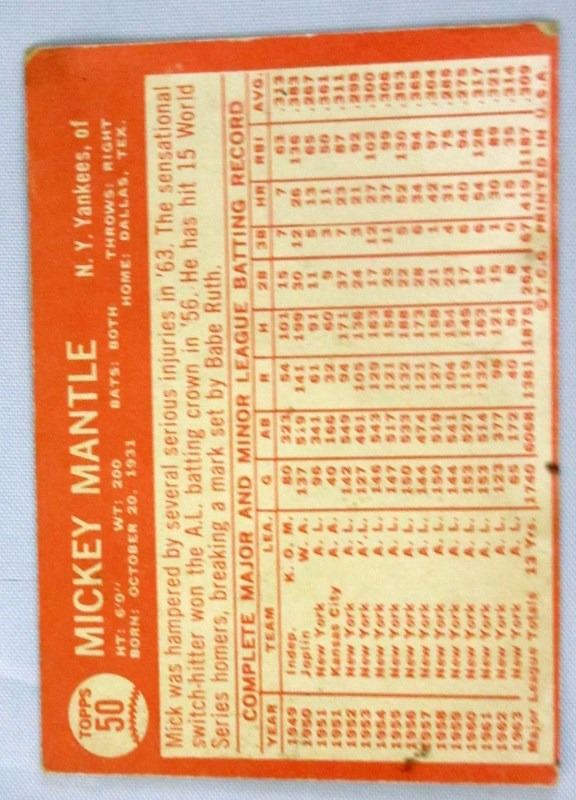 TOPPS
50
MICKEY MANTLE
N. Y. Yankees, of
HT: 6'0" WT: 200 BATS: BOTH THROWS: RIGHT
BORN: OCTOBER 20, 1931 HOME: DALLAS, TEX.
Mick was hampered by several serious injuries in '63. The sensational
switch-hitter won the A.L. batting crown in '56. He has hit 15 World
Series homers, breaking a mark set by Babe Ruth.
COMPLETE MAJOR AND MINOR LEAGUE BATTING RECORD
YEAR TEAM LEA. G AB R H 2B 3B HR RBI AVG.
1949 Indep. K. O. M. 323 54 101 15 7 7 .313
1950 Joplin W. A. 137 519 141 199 30 12 26 136 .383
1951 New York A. L. 96 341 61 91 11 5 13 65 .267
1951 Kansas City A. A. 40 166 32 60 9 3 11 50 .361
1952 New York A. L. 142 549 94 171 37 7 23 87 .311
1953 New York A. L. 127 461 105 136 24 3 21 92 .295
1954 New York A. L. 146 543 129 163 17 12 27 102 .300
1955 New York A. L. 147 517 121 158 25 11 37 99 .306
1956 New York A. L. 150 533 132 188 22 5 52 130 .353
1957 New York A. L. 144 474 121 173 28 6 34 94 .365
1958 New York A. L. 150 519 127 158 21 1 42 97 .304
1959 New York A. L. 144 541 104 154 23 4 31 75 .285
1960 New York A. L. 153 527 119 145 17 6 40 94 .275
1961 New York A. L. 153 514 132 163 16 6 54 128 .317
1962 New York A. L. 123 377 96 121 15 1 30 89 .321
1963 New York A. L. 65 172 40 54 8 0 15 35 .314
Major League Totals 13 Yrs. 1740 6068 1381 1875 264 67 419 1187 .309
© T.C.G. PRINTED IN U.S.A.